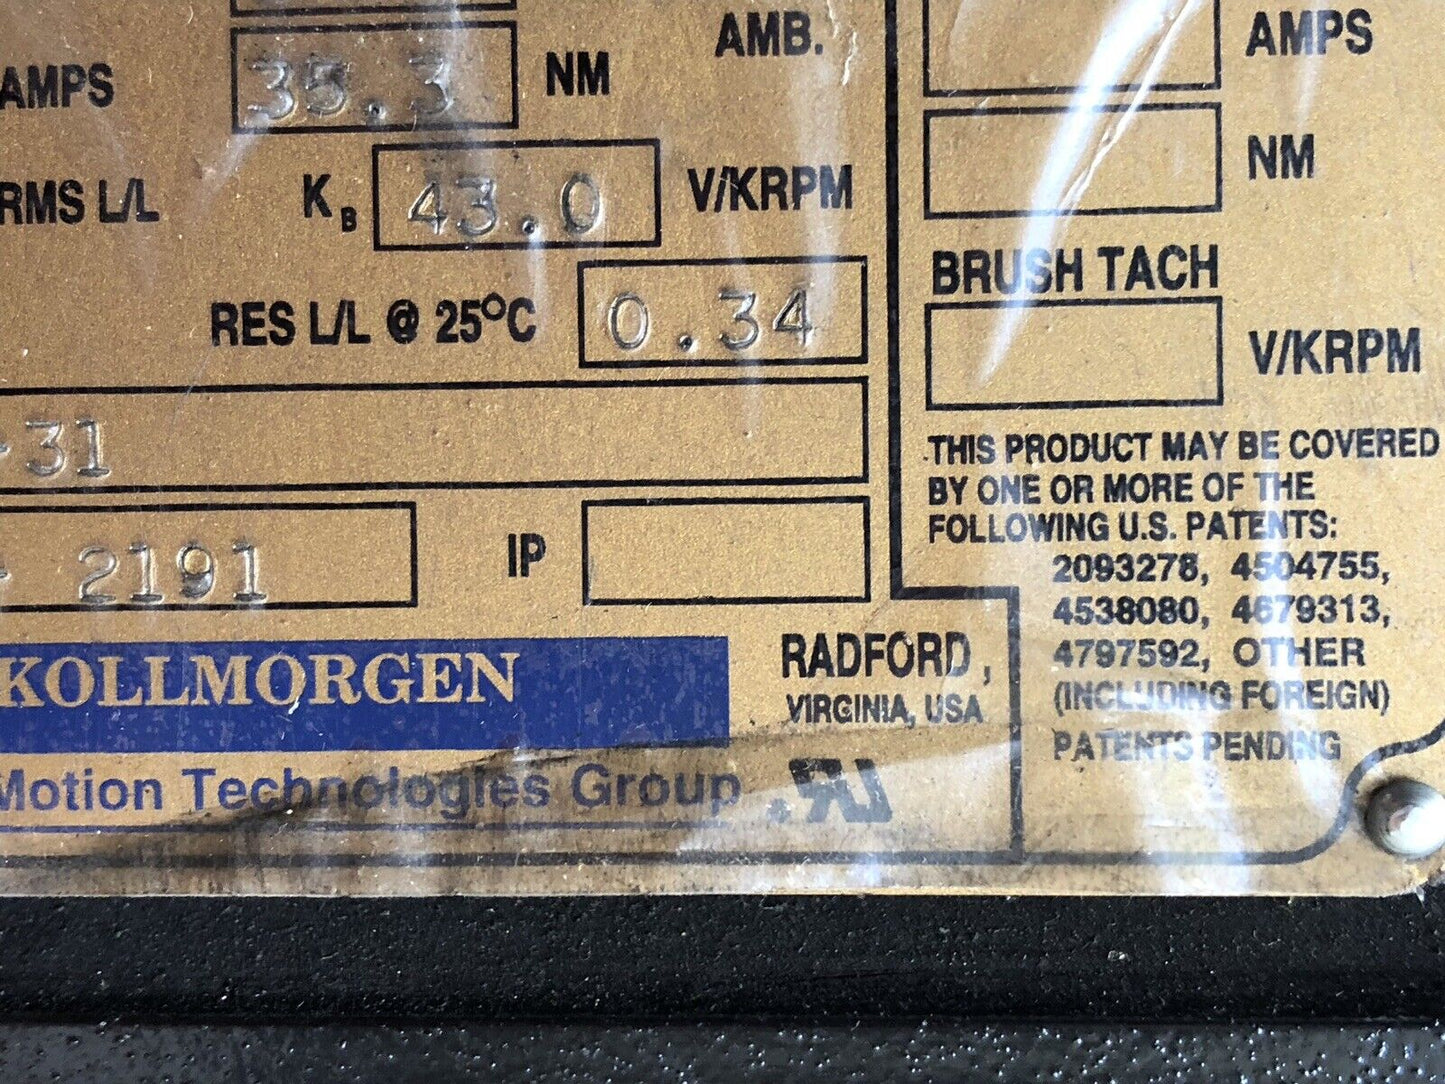 AMPS 35.3 NM AMB.
RMS L/L K B 43.0 V/KRPM
RES L/L @ 25°C 0.34
-31
2191 IP
KOLLMORGEN
Motion Technologies Group
RADFORD,
VIRGINIA, USA
AMPS
NM
BRUSH TACH
V/KRPM
THIS PRODUCT MAY BE COVERED
BY ONE OR MORE OF THE
FOLLOWING U.S. PATENTS:
2093278, 4504755,
4538080, 4679313,
4797592, OTHER
(INCLUDING FOREIGN)
PATENTS PENDING